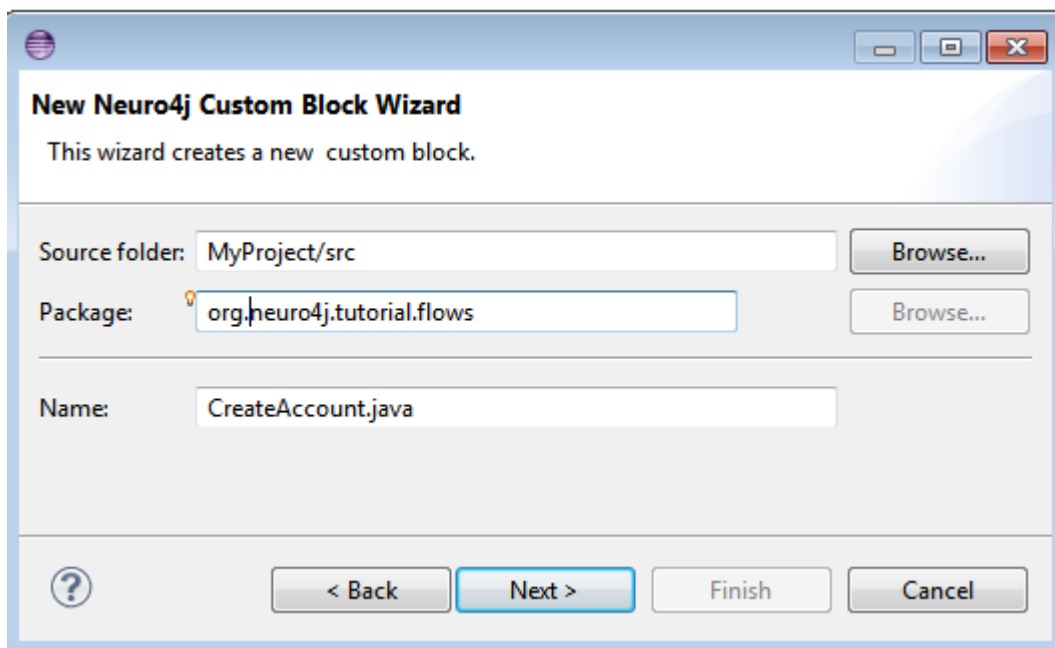 New Neuro4j Custom Block Wizard
This wizard creates a new custom block.
Source folder: MyProject/src Browse...
Package: org.neuro4j.tutorial.flows Browse...
Name: CreateAccount.java
? < Back Next > Finish Cancel